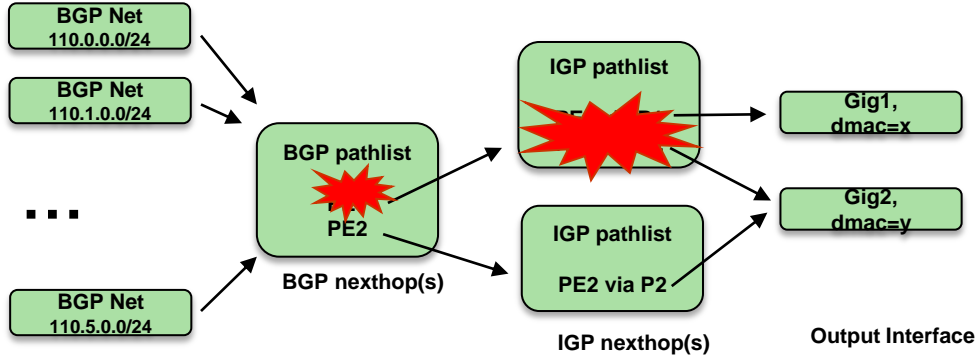 BGP Net
110.0.0.0/24
BGP Net
110.1.0.0/24
...
BGP Net
110.5.0.0/24
BGP pathlist
PE2
BGP nexthop(s)
IGP pathlist
IGP pathlist
PE2 via P2
IGP nexthop(s)
Gig1,
dmac=x
Gig2,
dmac=y
Output Interface